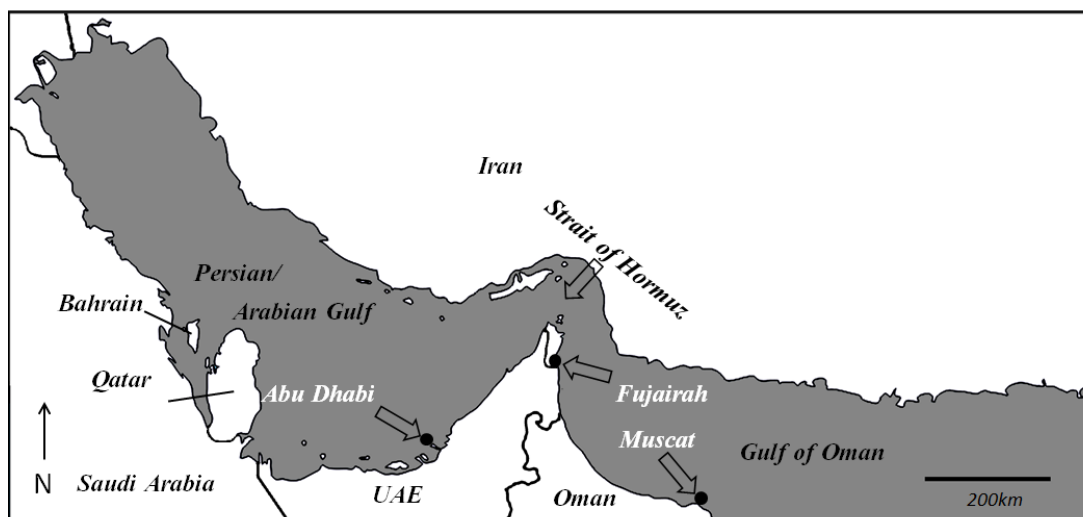 Iran
Strait of Hormuz
Persian/
Arabian Gulf
Bahrain
Qatar
Abu Dhabi
Fujairah
Muscat
Gulf of Oman
N
Saudi Arabia
UAE
Oman
200km